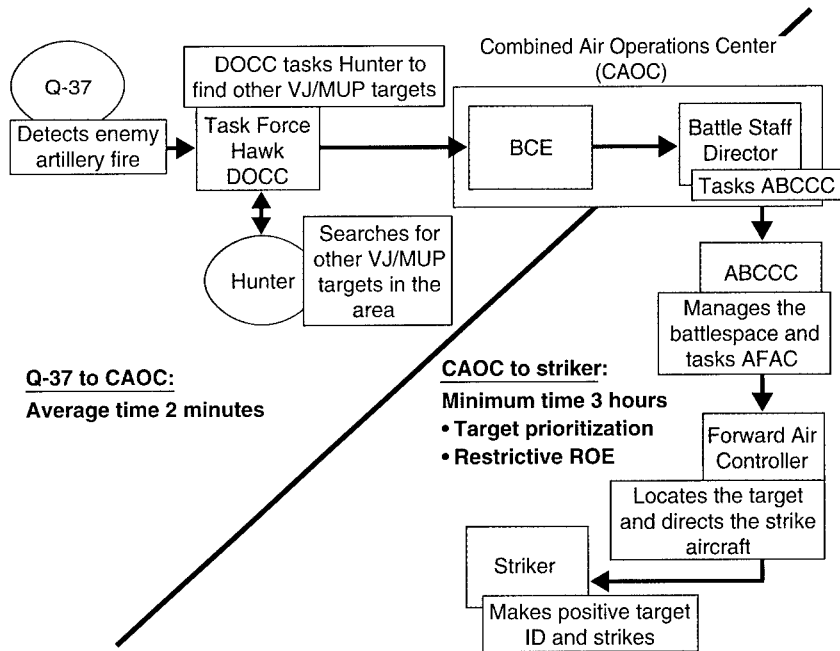 Combined Air Operations Center
(CAOC)
Q-37
Detects enemy
artillery fire
DOCC tasks Hunter to
find other VJ/MUP targets
Task Force
Hawk
DOCC
BCE
Battle Staff
Director
Tasks ABCCC
Hunter
Searches for
other VJ/MUP
targets in the
area
ABCCC
Manages the
battlespace and
tasks AFAC
Q-37 to CAOC:
Average time 2 minutes
CAOC to striker:
Minimum time 3 hours
• Target prioritization
• Restrictive ROE
Forward Air
Controller
Locates the target
and directs the strike
aircraft
Striker
Makes positive target
ID and strikes